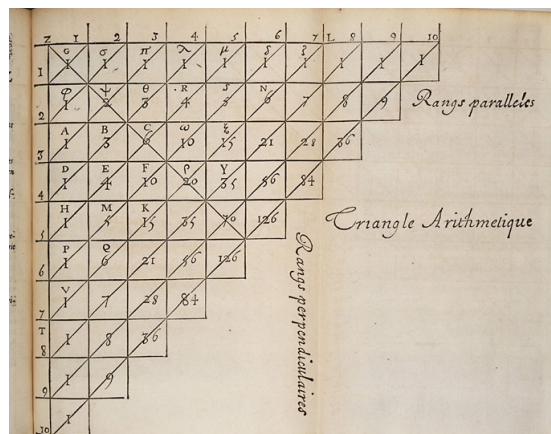 Z 1 2 3 4 5 6 7 L 8 9 10
G σ π λ μ δ ζ
1 1 1 1 1 1 1 1 1 1 1
φ ψ θ R S N
2 1 2 3 4 5 6 7 8 9 Rangs paralleles
A B C ω ξ
3 1 3 6 10 15 21 28 36
D E F ρ Y
4 1 4 10 20 35 56 84
H M K
5 1 5 15 35 70 126 Triangle Arithmetique
P Q
6 1 6 21 56 126
V
7 1 7 28 84
T
8 1 8 36
9 1 9
10 1
Rangs perpendiculaires